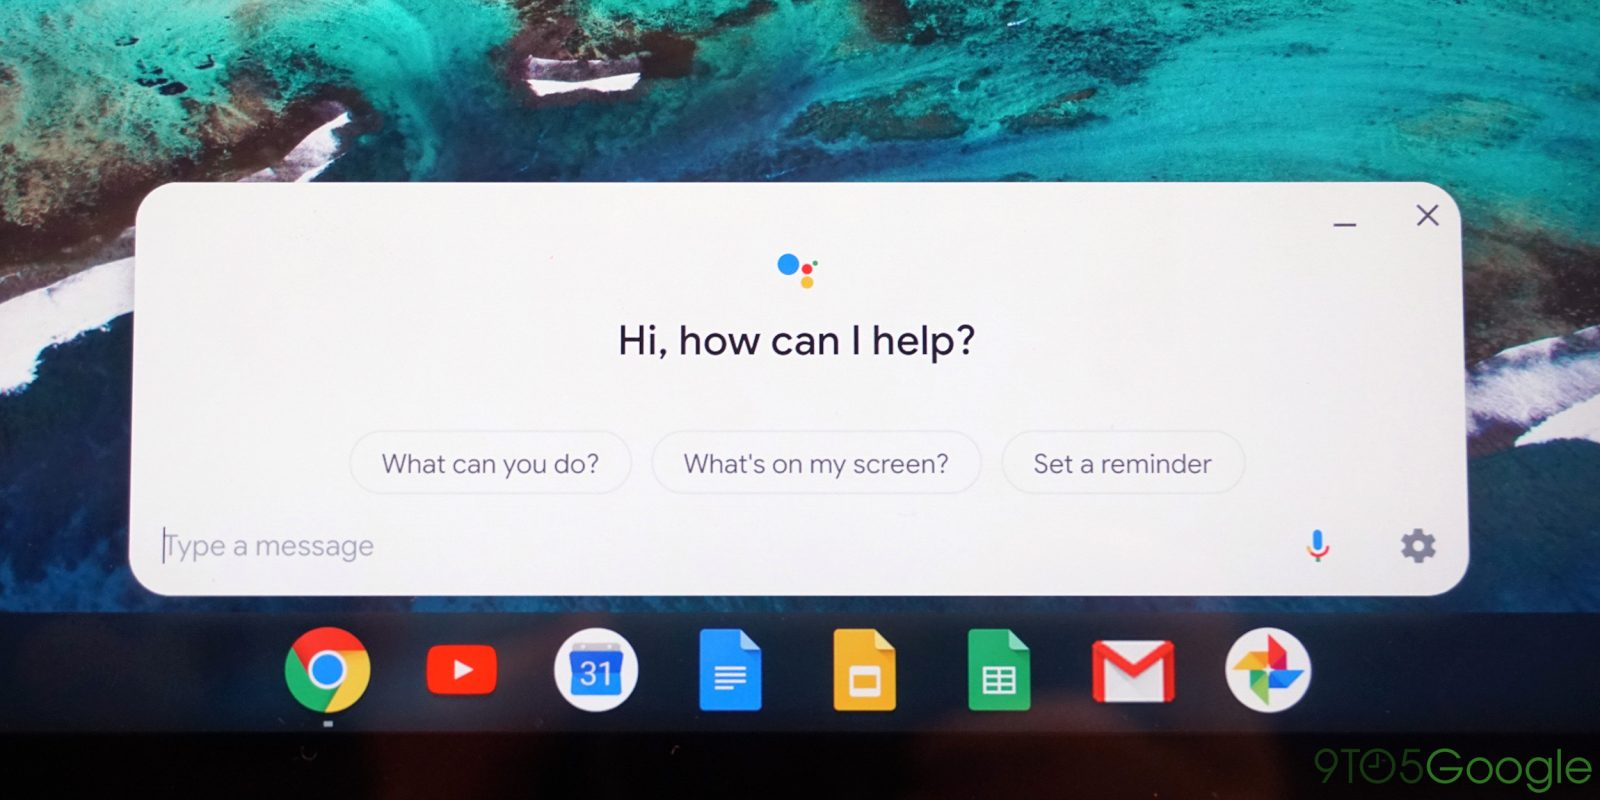 Hi, how can I help?
What can you do?
What's on my screen?
Set a reminder
Type a message
31
9TO5Google